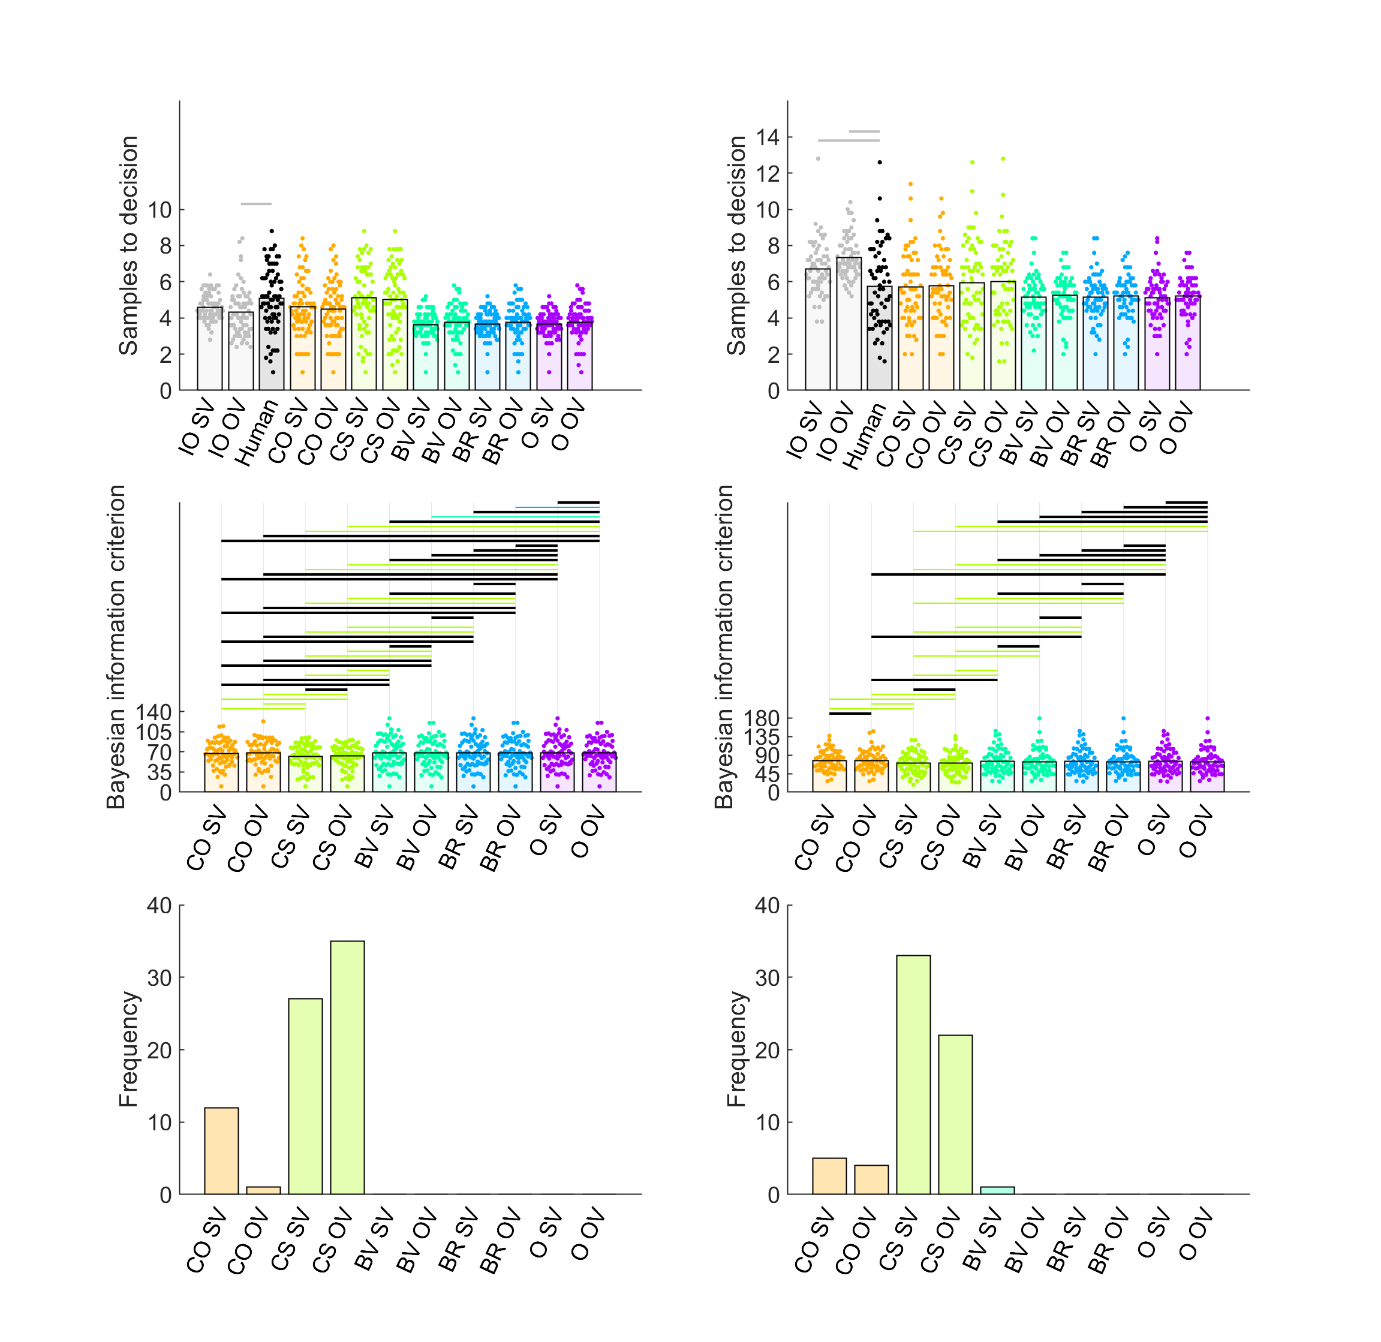 Samples to decision
10
8
6
4
2
0
IO SV
IO OV
Human
CO SV
CO OV
CS SV
CS OV
BV SV
BV OV
BR SV
BR OV
O SV
O OV
Samples to decision
14
12
10
8
6
4
2
0
IO SV
IO OV
Human
CO SV
CO OV
CS SV
CS OV
BV SV
BV OV
BR SV
BR OV
O SV
O OV
Bayesian information criterion
140
105
70
35
0
CO SV
CO OV
CS SV
CS OV
BV SV
BV OV
BR SV
BR OV
O SV
O OV
Bayesian information criterion
180
135
90
45
0
CO SV
CO OV
CS SV
CS OV
BV SV
BV OV
BR SV
BR OV
O SV
O OV
Frequency
40
30
20
10
0
CO SV
CO OV
CS SV
CS OV
BV SV
BV OV
BR SV
BR OV
O SV
O OV
Frequency
40
30
20
10
0
CO SV
CO OV
CS SV
CS OV
BV SV
BV OV
BR SV
BR OV
O SV
O OV